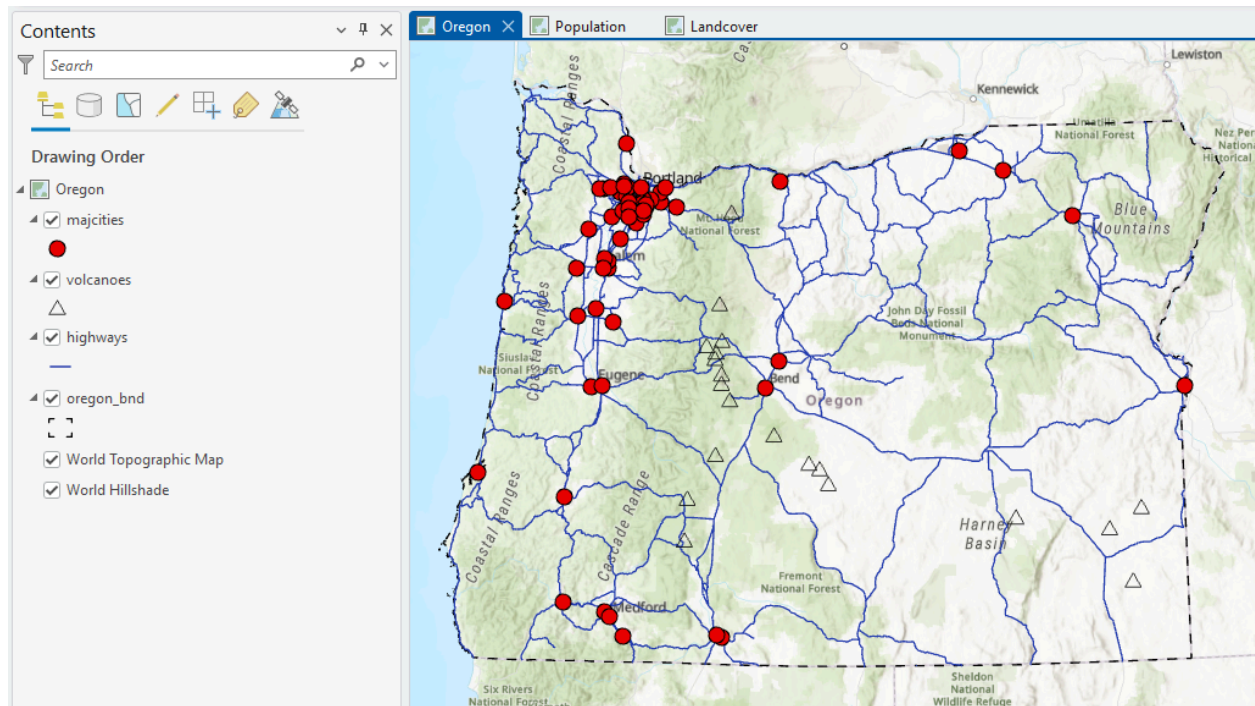 Contents
Search
Drawing Order
Oregon
majcities
volcanoes
highways
oregon_bnd
World Topographic Map
World Hillshade
Oregon
Population
Landcover
Lewiston
Kennewick
Coastal Ranges
Umatilla
National Forest
Nez Per
Nation
Historical
Portland
Mt Hood
National Forest
Blue
Mountains
Salem
Coastal Ranges
John Day Fossil
Beds National
Monument
Siuslaw
National Forest
Eugene
Bend
Oregon
Coastal Ranges
Cascade Range
Harney
Basin
Fremont
National Forest
Medford
Six Rivers
National Forest
Sheldon
National
Wildlife Refuge